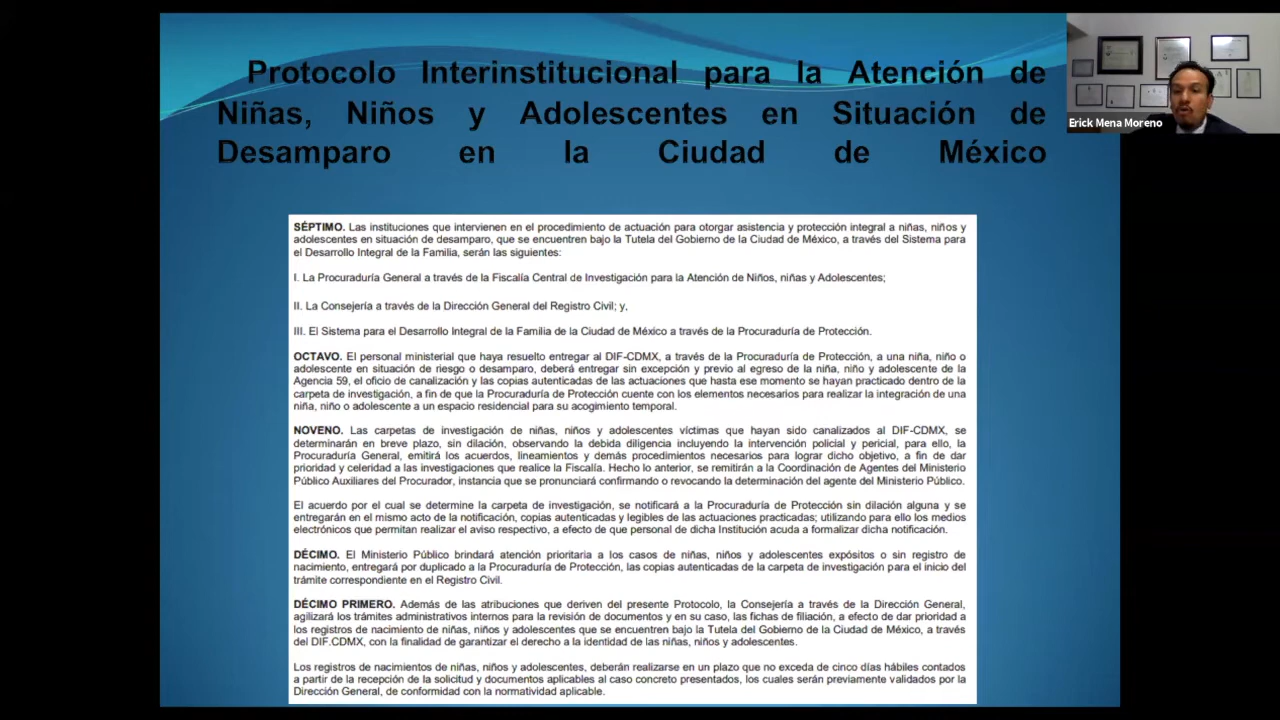 Protocolo Interinstitucional para la Atención de
Niñas, Niños y Adolescentes en Situación de
Desamparo en la Ciudad de México
Erick Mena Moreno
SÉPTIMO. Las instituciones que intervienen en el procedimiento de actuación para otorgar asistencia y protección integral a niñas, niños y
adolescentes en situación de desamparo, que se encuentren bajo la Tutela del Gobierno de la Ciudad de México, a través del Sistema para
el Desarrollo Integral de la Familia, serán las siguientes:
I. La Procuraduría General a través de la Fiscalía Central de Investigación para la Atención de Niños, niñas y Adolescentes;
II. La Consejería a través de la Dirección General del Registro Civil; y,
III. El Sistema para el Desarrollo Integral de la Familia de la Ciudad de México a través de la Procuraduría de Protección.
OCTAVO. El personal ministerial que haya resuelto entregar al DIF-CDMX, a través de la Procuraduría de Protección, a una niña, niño o
adolescente en situación de riesgo o desamparo, deberá entregar sin excepción y previo al egreso de la niña, niño y adolescente de la
Agencia 59, el oficio de canalización y las copias autenticadas de las actuaciones que hasta ese momento se hayan practicado dentro de la
carpeta de investigación, a fin de que la Procuraduría de Protección cuente con los elementos necesarios para realizar la integración de una
niña, niño o adolescente a un espacio residencial para su acogimiento temporal.
NOVENO. Las carpetas de investigación de niñas, niños y adolescentes víctimas que hayan sido canalizados al DIF-CDMX, se
determinarán en breve plazo, sin dilación, observando la debida diligencia incluyendo la intervención policial y pericial, para ello, la
Procuraduría General, emitirá los acuerdos, lineamientos y demás procedimientos necesarios para lograr dicho objetivo, a fin de dar
prioridad y celeridad a las investigaciones que realice la Fiscalía. Hecho lo anterior, se remitirán a la Coordinación de Agentes del Ministerio
Público Auxiliares del Procurador, instancia que se pronunciará confirmando o revocando la determinación del agente del Ministerio Público.
El acuerdo por el cual se determine la carpeta de investigación, se notificará a la Procuraduría de Protección sin dilación alguna y se
entregarán en el mismo acto de la notificación, copias autenticadas y legibles de las actuaciones practicadas; utilizando para ello los medios
electrónicos que permitan realizar el aviso respectivo, a efecto de que personal de dicha Institución acuda a formalizar dicha notificación.
DÉCIMO. El Ministerio Público brindará atención prioritaria a los casos de niñas, niños y adolescentes expósitos o sin registro de
nacimiento, entregará por duplicado a la Procuraduría de Protección, las copias autenticadas de la carpeta de investigación para el inicio del
trámite correspondiente en el Registro Civil.
DÉCIMO PRIMERO. Además de las atribuciones que deriven del presente Protocolo, la Consejería a través de la Dirección General,
agilizará los trámites administrativos internos para la revisión de documentos y en su caso, las fichas de filiación, a efecto de dar prioridad a
los registros de nacimiento de niñas, niños y adolescentes que se encuentren bajo la Tutela del Gobierno de la Ciudad de México, a través
del DIF.CDMX, con la finalidad de garantizar el derecho a la identidad de las niñas, niños y adolescentes.
Los registros de nacimientos de niñas, niños y adolescentes, deberán realizarse en un plazo que no exceda de cinco días hábiles contados
a partir de la recepción de la solicitud y documentos aplicables al caso concreto presentados, los cuales serán previamente validados por la
Dirección General, de conformidad con la normatividad aplicable.